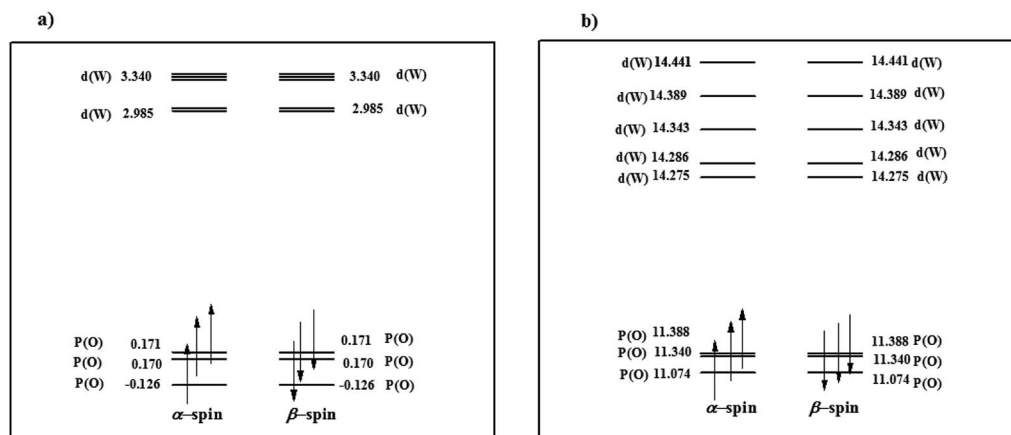 a)
d(W) 3.340 3.340 d(W)
d(W) 2.985 2.985 d(W)
P(O) 0.171 0.171 P(O)
P(O) 0.170 0.170 P(O)
P(O) –0.126 –0.126 P(O)
α–spin β–spin
b)
d(W) 14.441 14.441 d(W)
d(W) 14.389 14.389 d(W)
d(W) 14.343 14.343 d(W)
d(W) 14.286 14.286 d(W)
d(W) 14.275 14.275 d(W)
P(O) 11.388 11.388 P(O)
P(O) 11.340 11.340 P(O)
P(O) 11.074 11.074 P(O)
α–spin β–spin